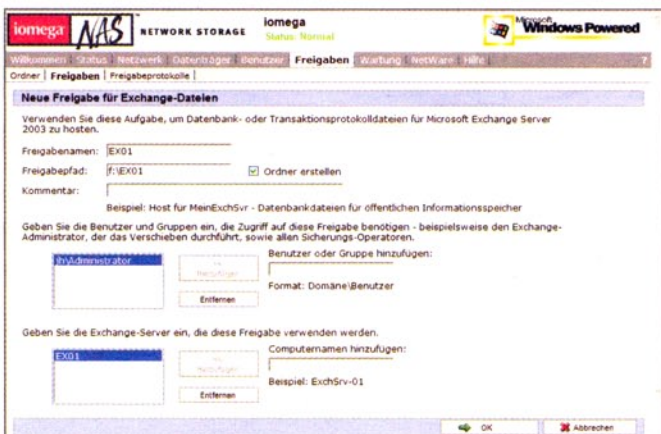 iomega NAS NETWORK STORAGE
iomega
Status: Normal
Microsoft
Windows Powered
Willkommen Status Netzwerk Datenträger Benutzer Freigaben Wartung NetWare Hilfe ?
Ordner Freigaben Freigabeprotokolle
Neue Freigabe für Exchange-Dateien
Verwenden Sie diese Aufgabe, um Datenbank- oder Transaktionsprotokolldateien für Microsoft Exchange Server
2003 zu hosten.
Freigabenamen: EX01
Freigabepfad: f:\EX01 Ordner erstellen
Kommentar:
Beispiel: Host für MeinExchSvr - Datenbankdateien für öffentlichen Informationsspeicher
Geben Sie die Benutzer und Gruppen ein, die Zugriff auf diese Freigabe benötigen - beispielsweise den Exchange-
Administrator, der das Verschieben durchführt, sowie allen Sicherungs-Operatoren.
jh\Administrator
Hinzufügen
Entfernen
Benutzer oder Gruppe hinzufügen:
Format: Domäne\Benutzer
Geben Sie die Exchange-Server ein, die diese Freigabe verwenden werden.
EX01
Hinzufügen
Entfernen
Computernamen hinzufügen:
Beispiel: ExchSrv-01
OK Abbrechen